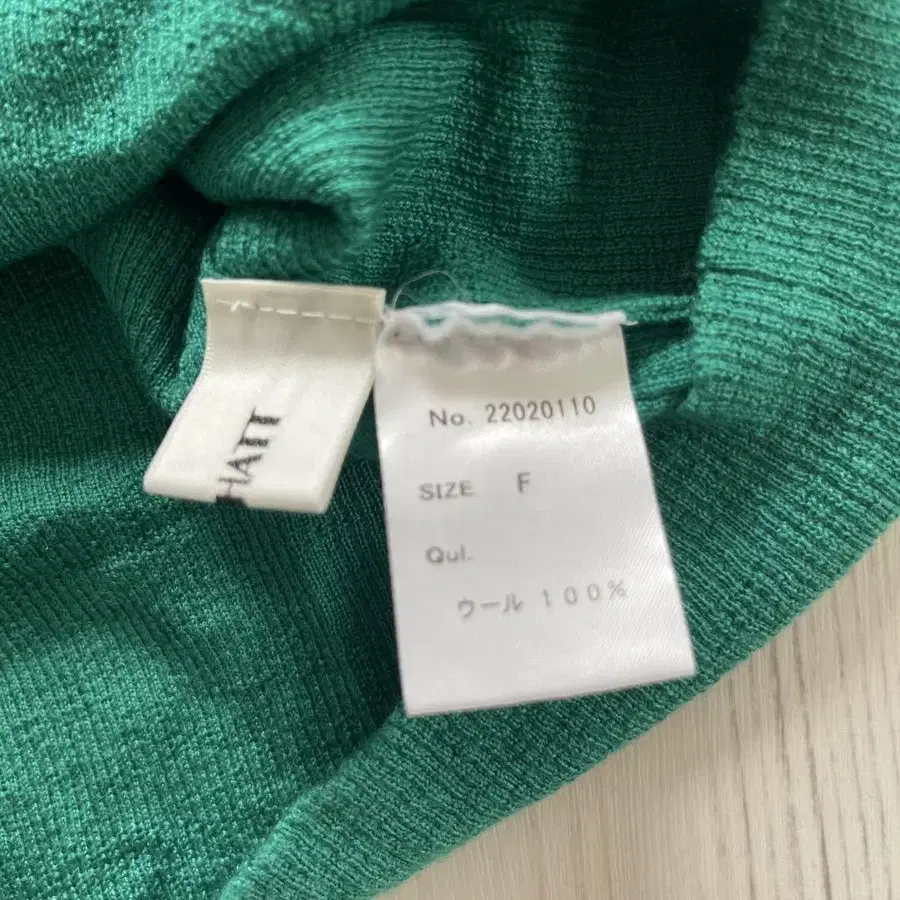 HATT
No. 22020110
SIZE F
Qul.
ウール 100%